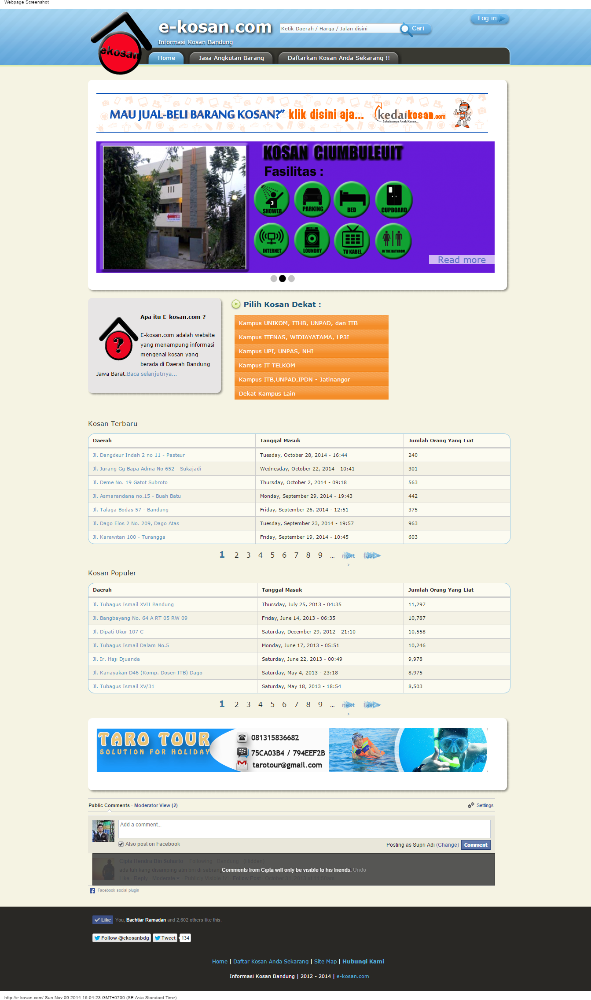 Webpage Screenshot
e-kosan.com
Informasi Kosan Bandung
Ketik Daerah / Harga / Jalan disini
Cari
Log in
ekosan
Home
Jasa Angkutan Barang
Daftarkan Kosan Anda Sekarang !!
MAU JUAL-BELI BARANG KOSAN?” klik disini aja... kedaikosan.com
Sahabatnya Anak Kosan...
KOSAN CIUMBULEUIT
Fasilitas :
SHOWER PARKING BED CUPBOARD
INTERNET LOUNDRY TV KABEL IN THE BATHROM
Read more
Apa itu E-kosan.com ?
E-kosan.com adalah website
yang menampung informasi
mengenai kosan yang
berada di Daerah Bandung
Jawa Barat.Baca selanjutnya...
?
Pilih Kosan Dekat :
Kampus UNIKOM, ITHB, UNPAD, dan ITB
Kampus ITENAS, WIDIAYATAMA, LP3I
Kampus UPI, UNPAS, NHI
Kampus IT TELKOM
Kampus ITB,UNPAD,IPDN - Jatinangor
Dekat Kampus Lain
Kosan Terbaru
Daerah Tanggal Masuk Jumlah Orang Yang Liat
Jl. Dangdeur Indah 2 no 11 - Pasteur Tuesday, October 28, 2014 - 16:44 240
Jl. Jurang Gg Bapa Adma No 652 - Sukajadi Wednesday, October 22, 2014 - 10:41 301
Jl. Deme No. 19 Gatot Subroto Thursday, October 2, 2014 - 09:18 563
Jl. Asmarandana no.15 - Buah Batu Monday, September 29, 2014 - 19:43 442
Jl. Talaga Bodas 57 - Bandung Friday, September 26, 2014 - 12:51 375
Jl. Dago Elos 2 No. 209, Dago Atas Tuesday, September 23, 2014 - 19:57 963
Jl. Karawitan 100 - Turangga Friday, September 19, 2014 - 10:45 603
1 2 3 4 5 6 7 8 9 ... next › last »
Kosan Populer
Daerah Tanggal Masuk Jumlah Orang Yang Liat
Jl. Tubagus Ismail XVII Bandung Thursday, July 25, 2013 - 04:35 11,297
Jl. Bangbayang No. 64 A RT 05 RW 09 Friday, June 14, 2013 - 06:35 10,787
Jl. Dipati Ukur 107 C Saturday, December 29, 2012 - 21:10 10,558
Jl. Tubagus Ismail Dalam No.5 Monday, June 17, 2013 - 05:51 10,246
Jl. Ir. Haji Djuanda Saturday, June 22, 2013 - 00:49 9,978
Jl. Kanayakan D46 (Komp. Dosen ITB) Dago Saturday, May 4, 2013 - 23:18 8,975
Jl. Tubagus Ismail XV/31 Saturday, May 18, 2013 - 18:54 8,503
1 2 3 4 5 6 7 8 9 ... next › last »
TARO TOUR
SOLUTION FOR HOLIDAY
081315836682
75CA03B4 / 794EEF2B
tarotour@gmail.com
Public Comments · Moderator View (2) Settings
Add a comment...
Also post on Facebook Posting as Supri Adi (Change) Comment
Cipta Hendra Bin Suharto Following Bandung (Hidden)
ada tuh kang disamping atm bni di sebrang
Comments from Cipta will only be visible to his friends. Undo
Like Reply Moderate Publicly Visible Follow Post October 31, 2013 at 11:50am
Facebook social plugin
Like You, Bachtiar Ramadan and 2,602 others like this.
Follow @ekosanbdg Tweet 134
Home | Daftar Kosan Anda Sekarang | Site Map | Hubungi Kami
Informasi Kosan Bandung | 2012 - 2014 | e-kosan.com
http://e-kosan.com/ Sun Nov 09 2014 16:04:23 GMT+0700 (SE Asia Standard Time)